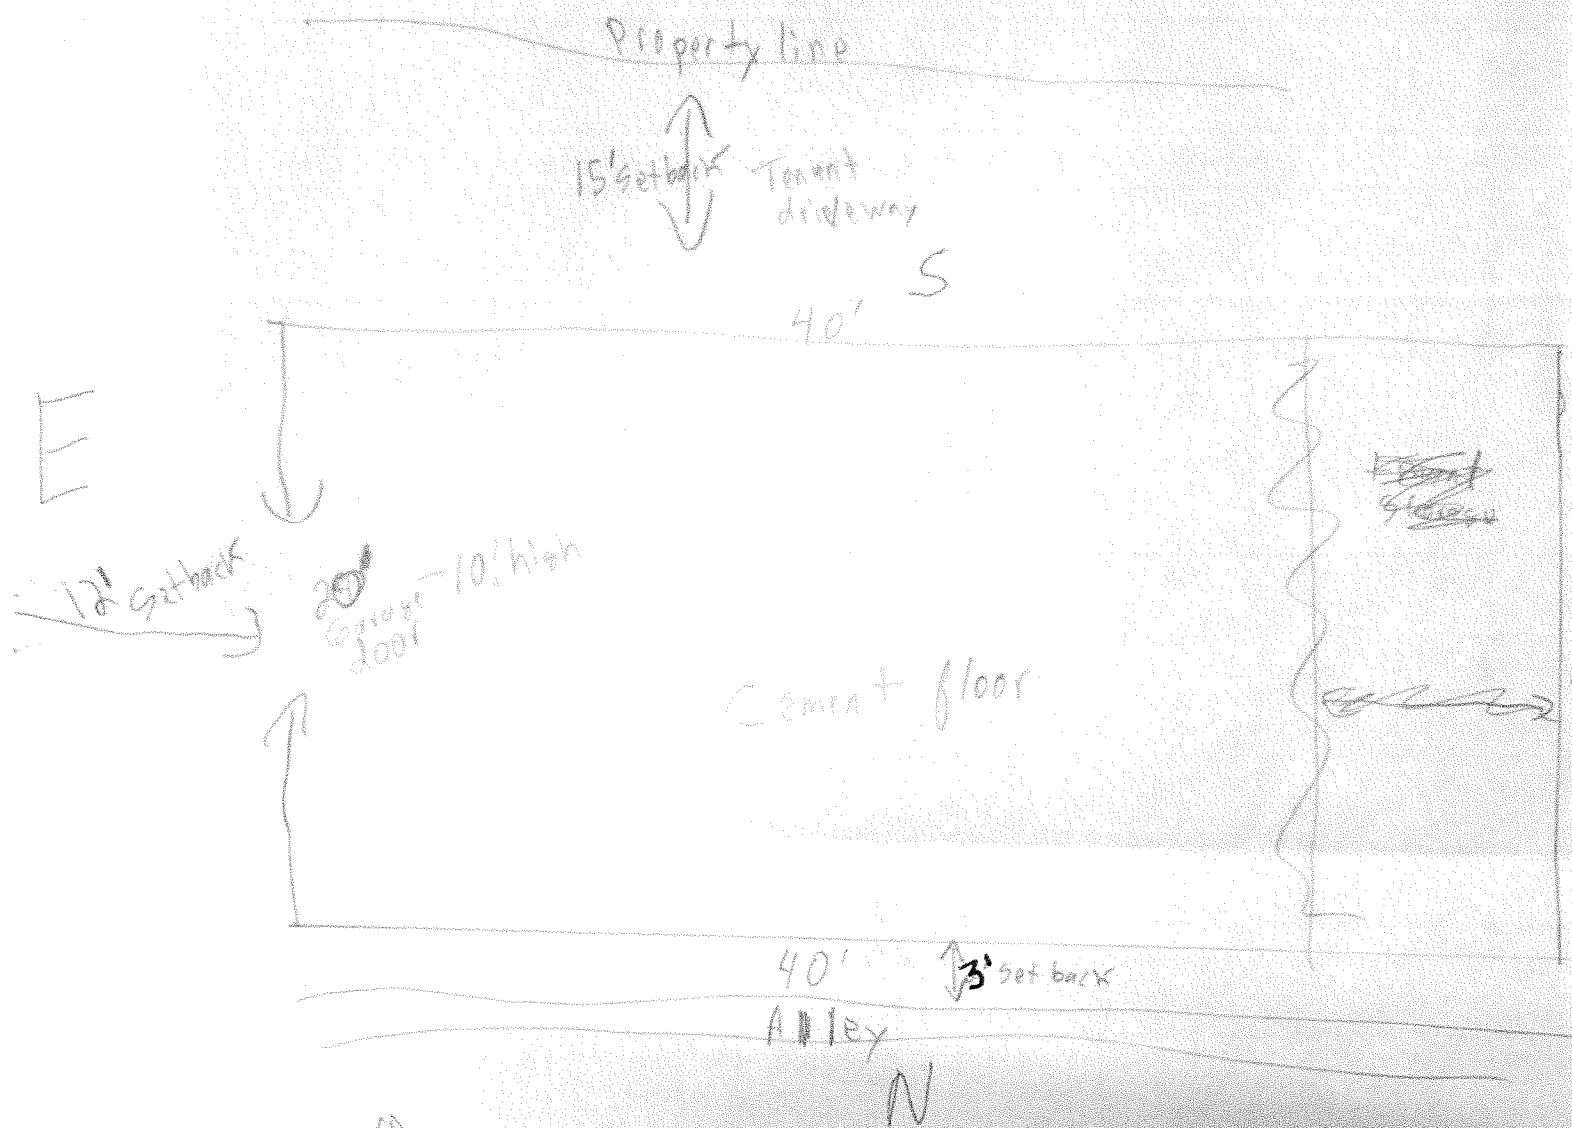 Property line
15' setback - Tenant
driveway
S
40'
E
12' Setback
20' - 10' high
Garage
door
Cement floor
40'
3' set back
Alley
N